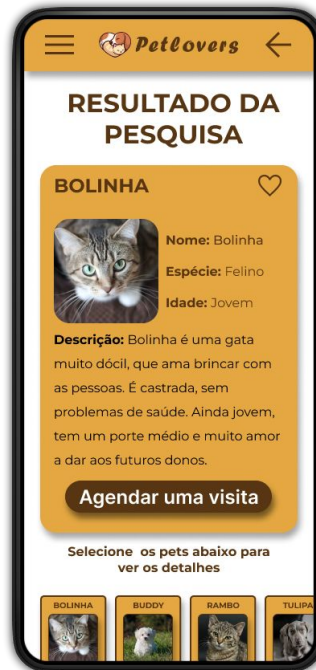 Petlovers
RESULTADO DA
PESQUISA
BOLINHA
Nome: Bolinha
Espécie: Felino
Idade: Jovem
Descrição: Bolinha é uma gata
muito dócil, que ama brincar com
as pessoas. É castrada, sem
problemas de saúde. Ainda jovem,
tem um porte médio e muito amor
a dar aos futuros donos.
Agendar uma visita
Selecione os pets abaixo para
ver os detalhes
BOLINHA BUDDY RAMBO TULIPA